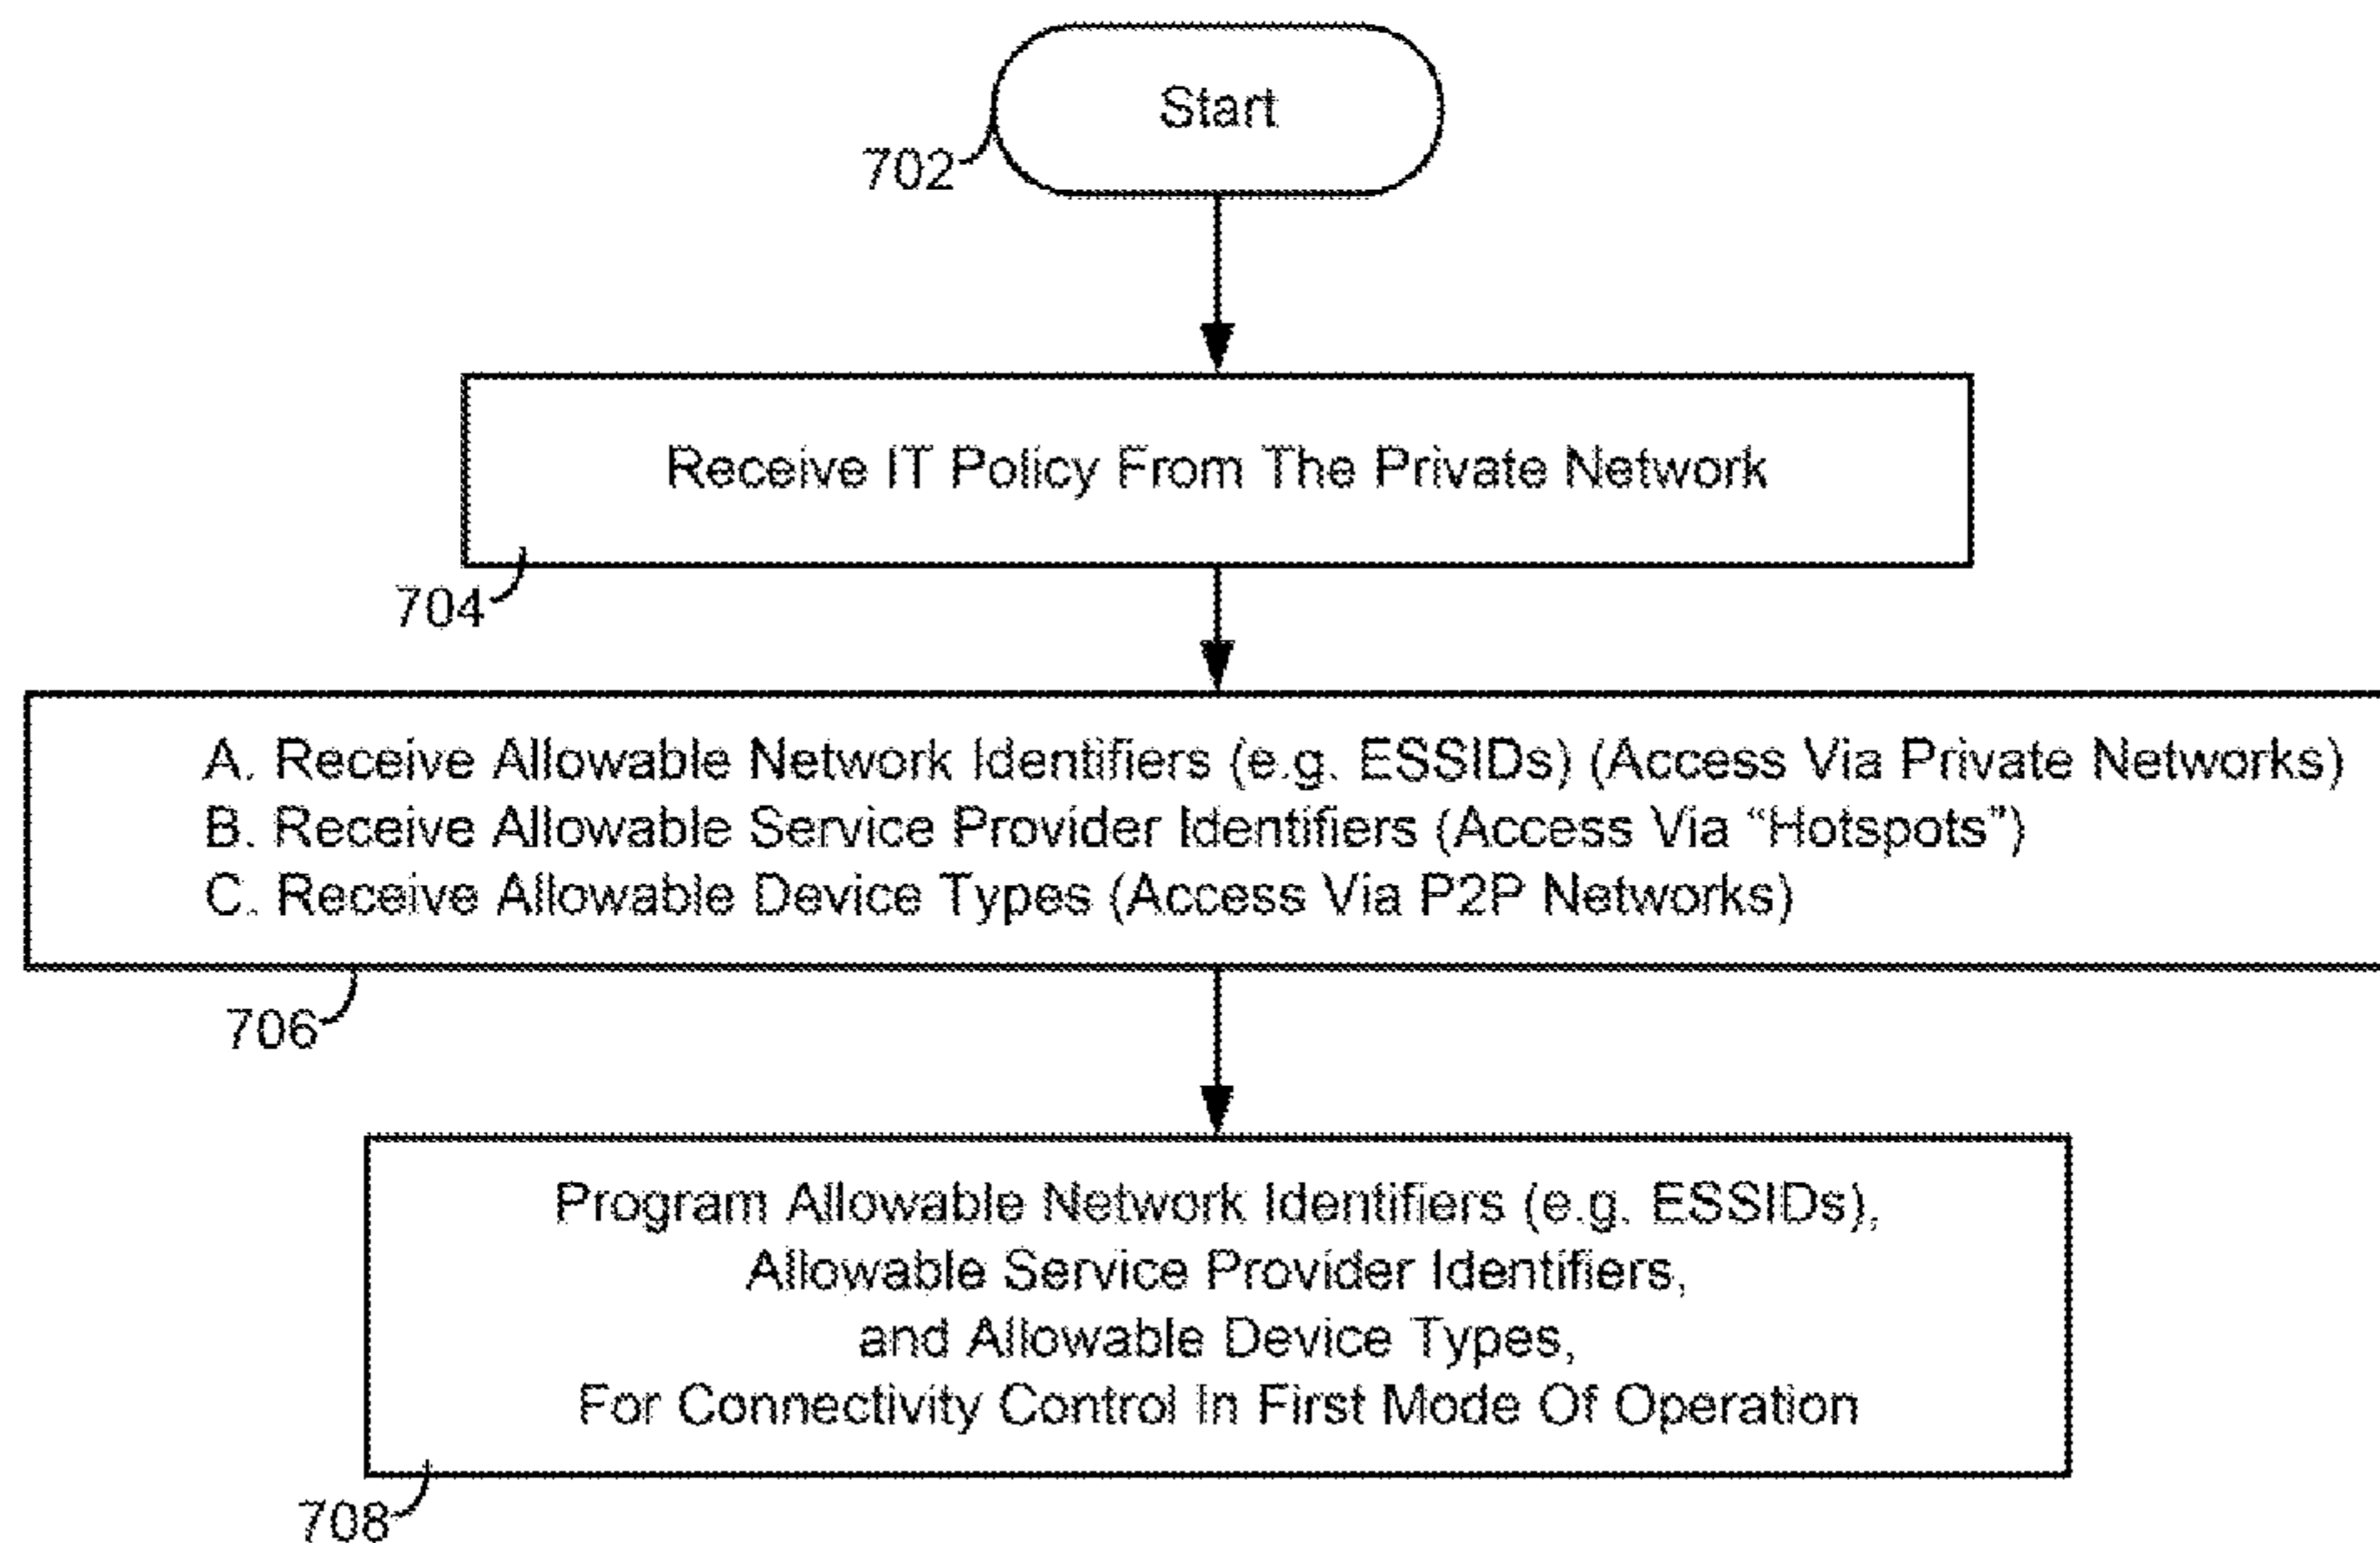 Start
702
Receive IT Policy From The Private Network
704
A. Receive Allowable Network Identifiers (e.g. ESSIDs) (Access Via Private Networks)
B. Receive Allowable Service Provider Identifiers (Access Via “Hotspots”)
C. Receive Allowable Device Types (Access Via P2P Networks)
706
Program Allowable Network Identifiers (e.g. ESSIDs),
Allowable Service Provider Identifiers,
and Allowable Device Types,
For Connectivity Control In First Mode Of Operation
708